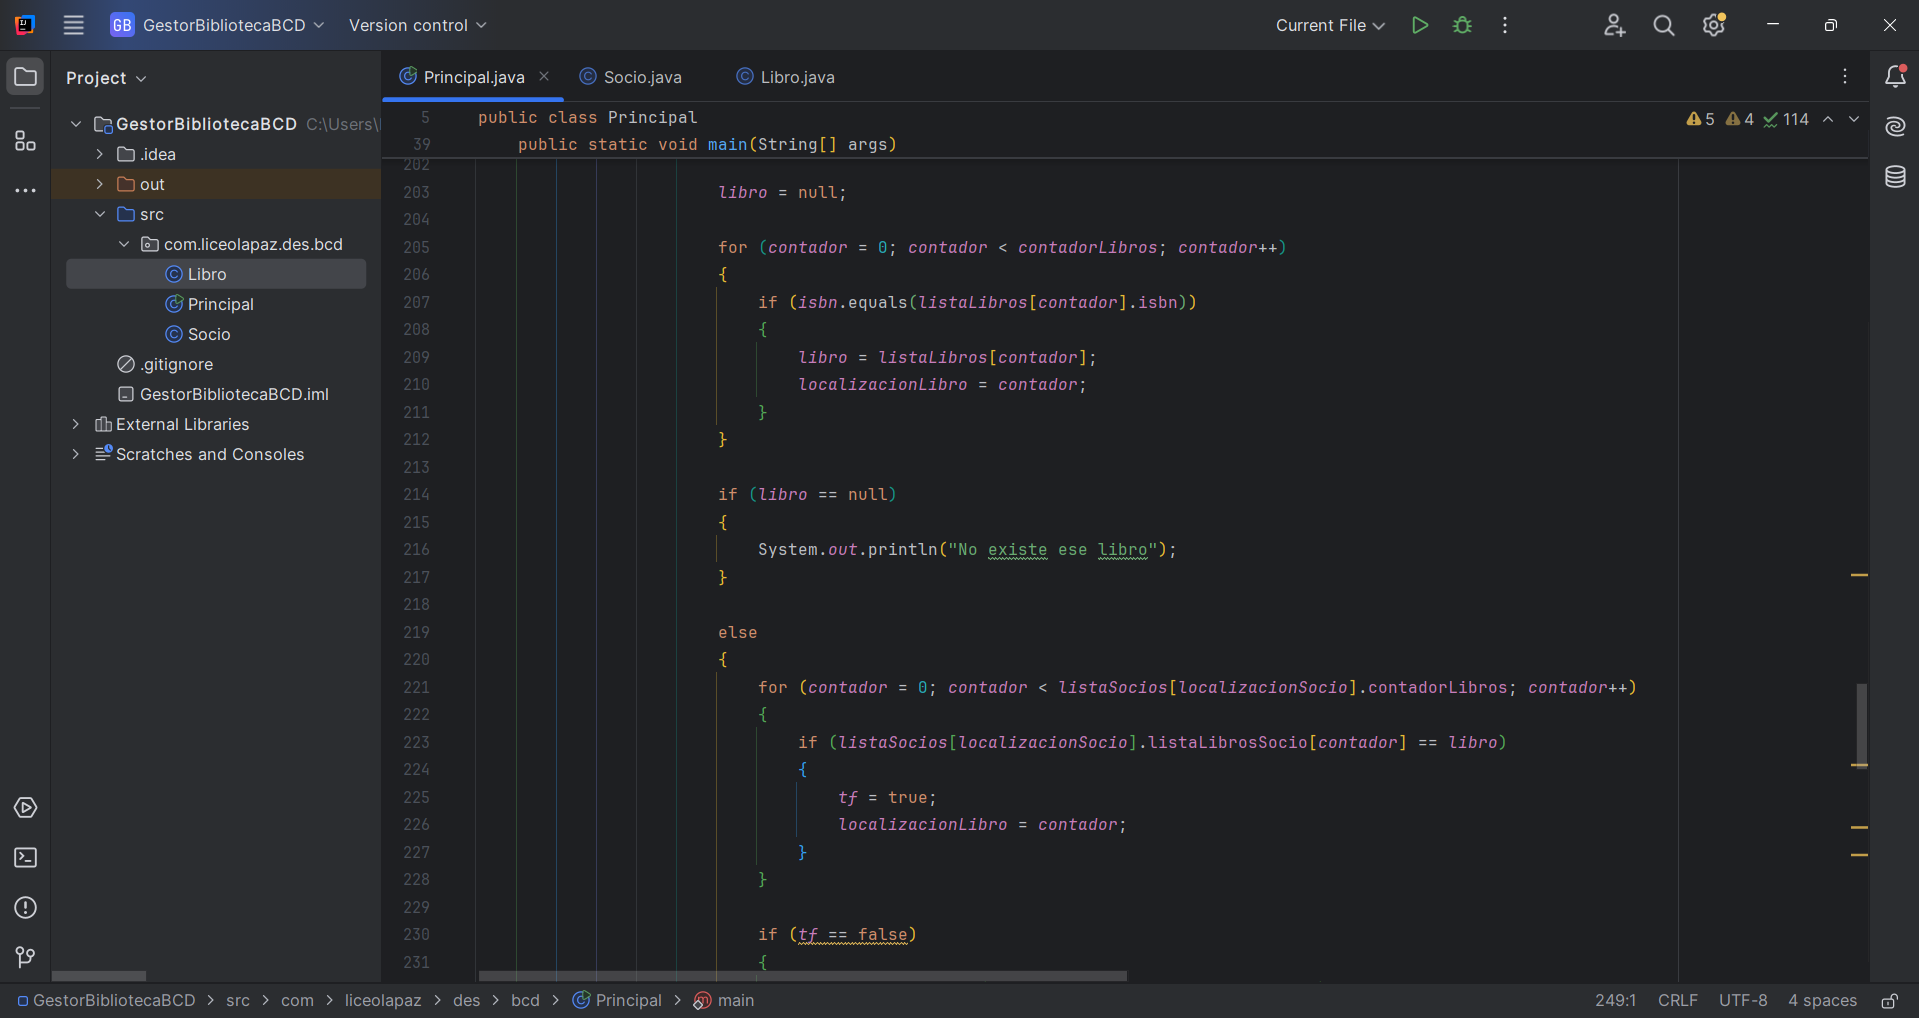 GB GestorBibliotecaBCD Version control Current File
Project
Principal.java Socio.java Libro.java
GestorBibliotecaBCD C:\Users\
.idea
out
src
com.liceolapaz.des.bcd
Libro
Principal
Socio
.gitignore
GestorBibliotecaBCD.iml
External Libraries
Scratches and Consoles
5 public class Principal
5 4 114
39 public static void main(String[] args)
202
203 libro = null;
204
205 for (contador = 0; contador < contadorLibros; contador++)
206 {
207 if (isbn.equals(listaLibros[contador].isbn))
208 {
209 libro = listaLibros[contador];
210 localizacionLibro = contador;
211 }
212 }
213
214 if (libro == null)
215 {
216 System.out.println("No existe ese libro");
217 }
218
219 else
220 {
221 for (contador = 0; contador < listaSocios[localizacionSocio].contadorLibros; contador++)
222 {
223 if (listaSocios[localizacionSocio].listaLibrosSocio[contador] == libro)
224 {
225 tf = true;
226 localizacionLibro = contador;
227 }
228 }
229
230 if (tf == false)
231 {
GestorBibliotecaBCD > src > com > liceolapaz > des > bcd > Principal > main
249:1 CRLF UTF-8 4 spaces